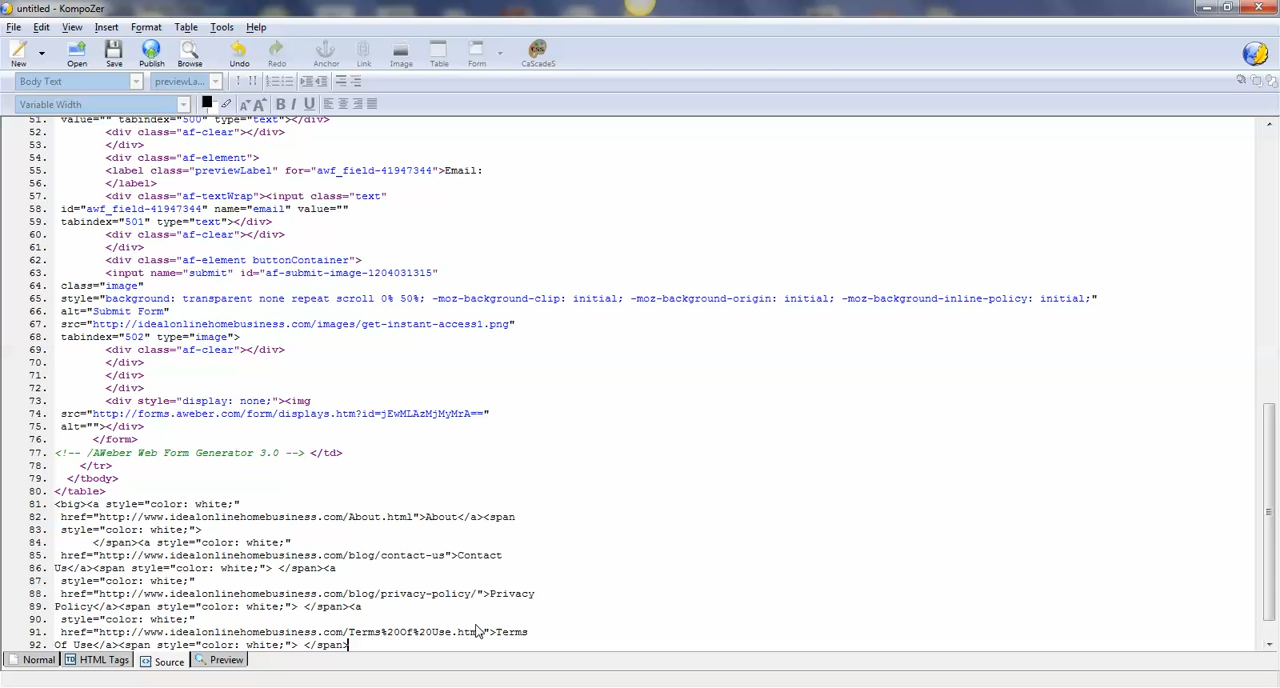 untitled - KompoZer
File Edit View Insert Format Table Tools Help
New Open Save Publish Browse Undo Redo Anchor Link Image Table Form CaScadeS
Body Text previewLa...
Variable Width B I U
51. value="" tabindex="500" type="text"></div>
52. <div class="af-clear"></div>
53. </div>
54. <div class="af-element">
55. <label class="previewLabel" for="awf_field-41947344">Email:
56. </label>
57. <div class="af-textWrap"><input class="text"
58. id="awf_field-41947344" name="email" value=""
59. tabindex="501" type="text"></div>
60. <div class="af-clear"></div>
61. </div>
62. <div class="af-element buttonContainer">
63. <input name="submit" id="af-submit-image-1204031315"
64. class="image"
65. style="background: transparent none repeat scroll 0% 50%; -moz-background-clip: initial; -moz-background-origin: initial; -moz-background-inline-policy: initial;"
66. alt="Submit Form"
67. src="http://idealonlinehomebusiness.com/images/get-instant-access1.png"
68. tabindex="502" type="image">
69. <div class="af-clear"></div>
70. </div>
71. </div>
72. </div>
73. <div style="display: none;"><img
74. src="http://forms.aweber.com/form/displays.htm?id=jEwMLAzMjMyMrA=="
75. alt=""></div>
76. </form>
77. <!-- /AWeber Web Form Generator 3.0 --> </td>
78. </tr>
79. </tbody>
80. </table>
81. <big><a style="color: white;"
82. href="http://www.idealonlinehomebusiness.com/About.html">About</a><span
83. style="color: white;">
84. </span><a style="color: white;"
85. href="http://www.idealonlinehomebusiness.com/blog/contact-us">Contact
86. Us</a><span style="color: white;"> </span><a
87. style="color: white;"
88. href="http://www.idealonlinehomebusiness.com/blog/privacy-policy/">Privacy
89. Policy</a><span style="color: white;"> </span><a
90. style="color: white;"
91. href="http://www.idealonlinehomebusiness.com/Terms%20Of%20Use.html">Terms
92. Of Use</a><span style="color: white;"> </span>
Normal HTML Tags Source Preview